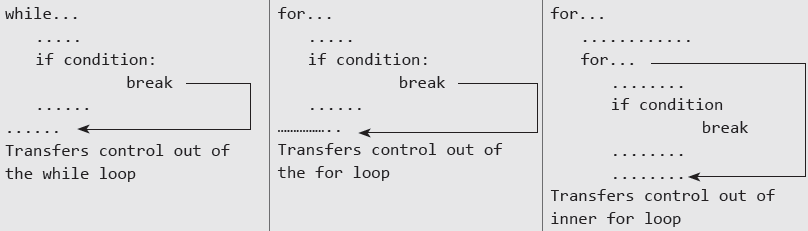 while...
.....
if condition:
break
......
......
Transfers control out of
the while loop
for...
.....
if condition:
break
......
..................
Transfers control out of
the for loop
for...
............
for...
........
if condition
break
........
........
Transfers control out of
inner for loop